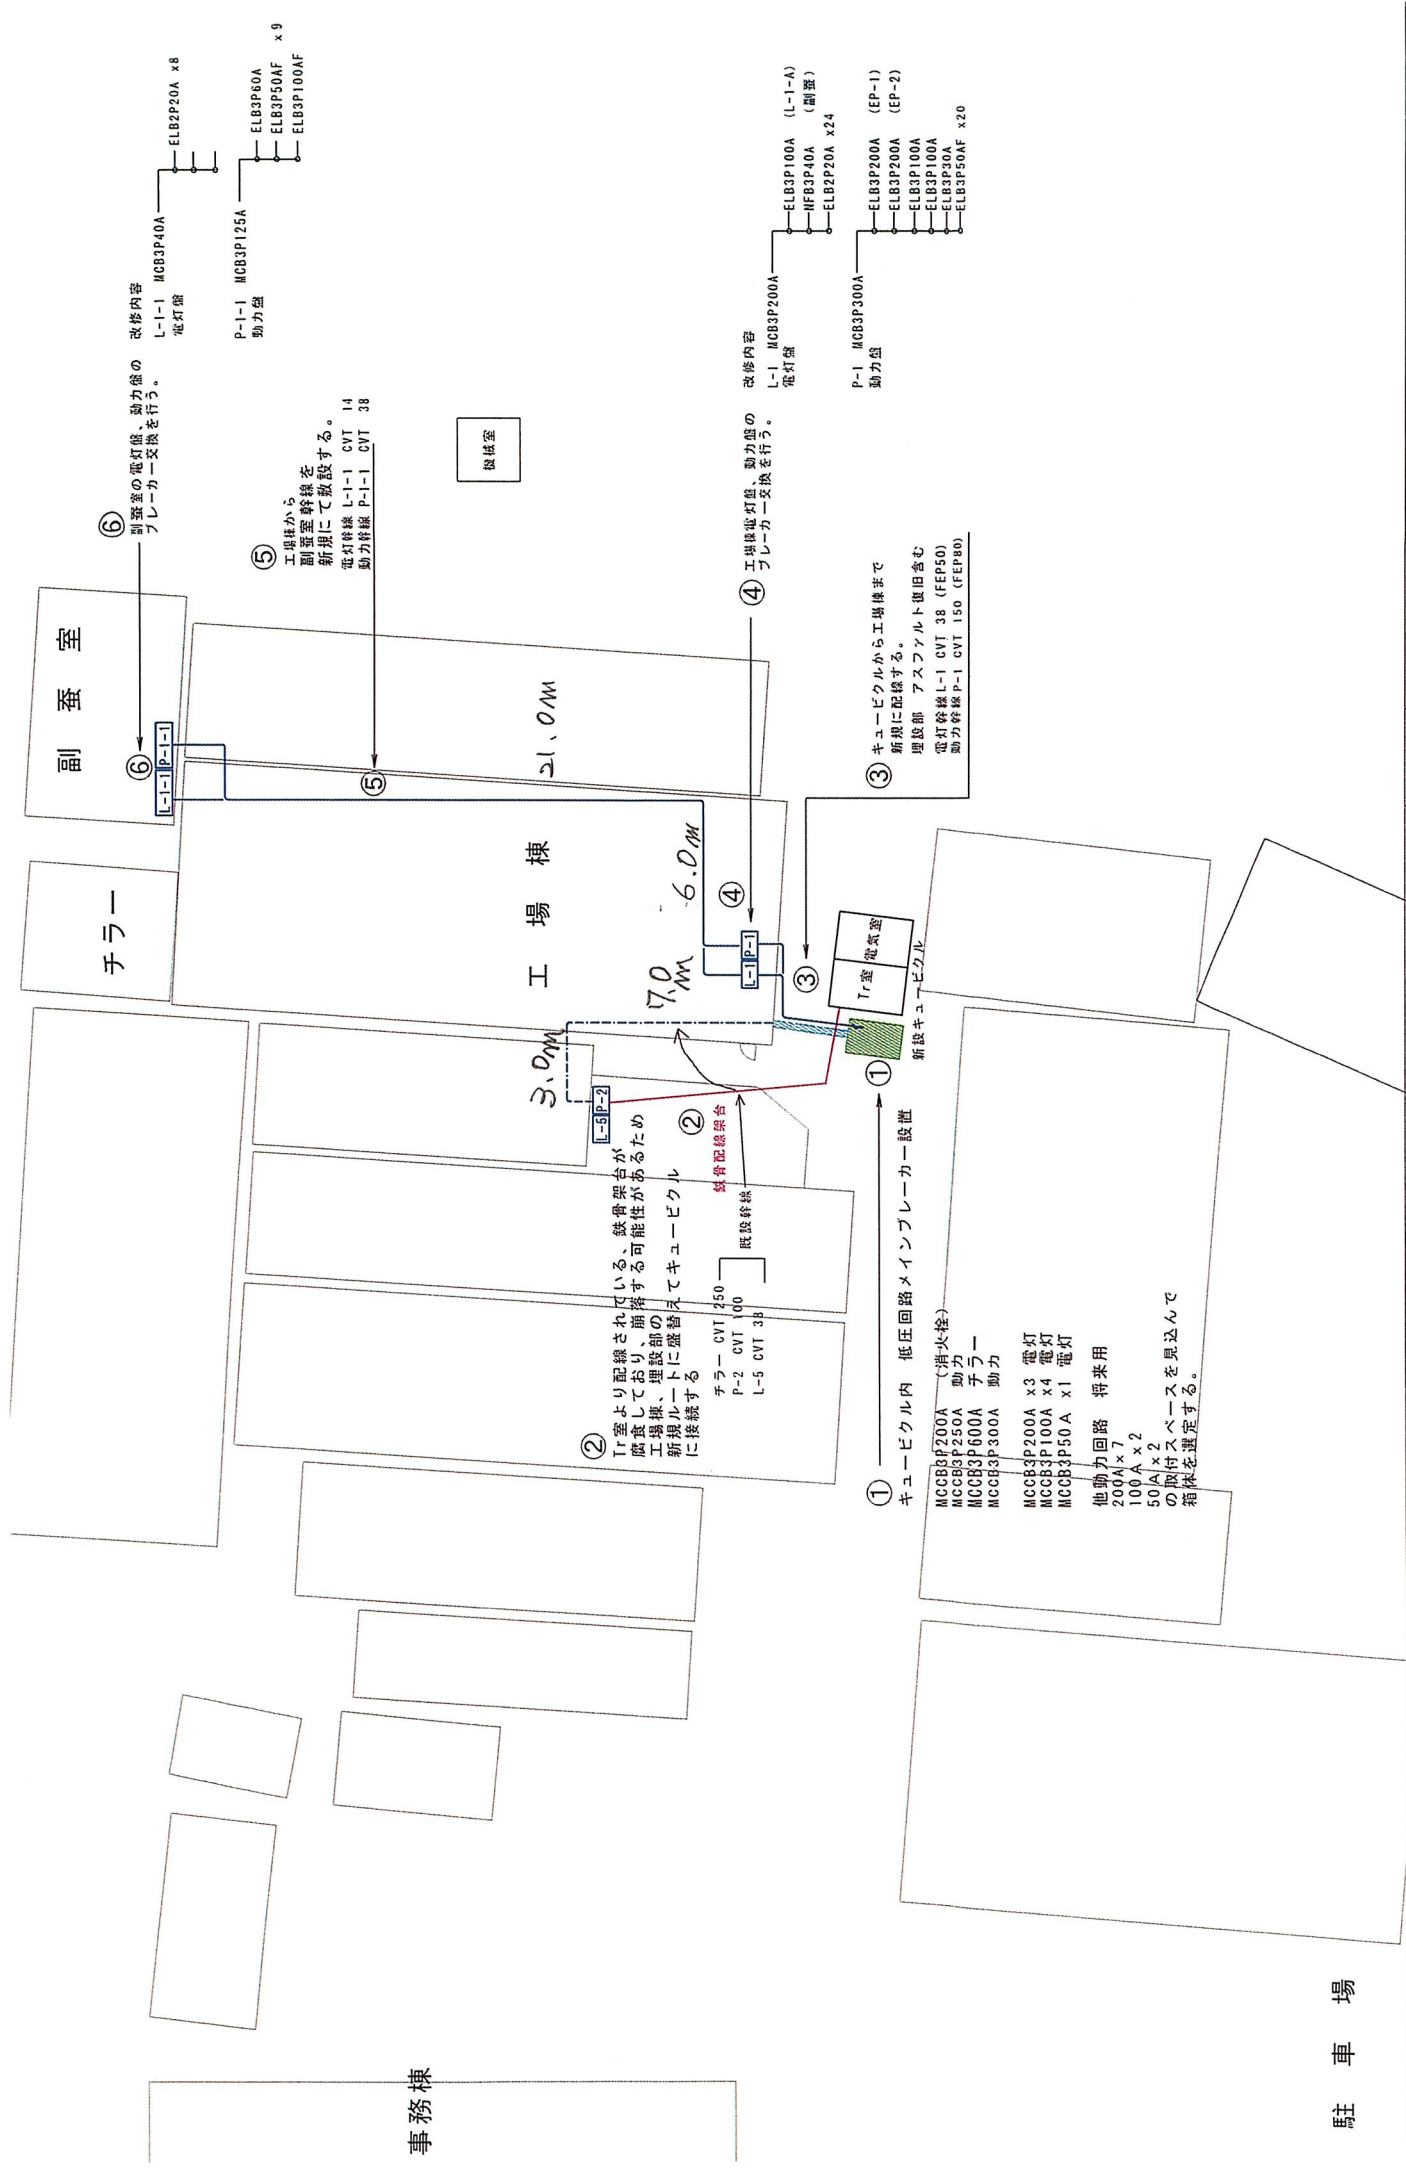 副蚕室
チラー
工場棟
事務棟
駐車場
機械室
Tr室
電気室
新設キュービクル
L-1-1
P-1-1
L-1
P-1
L-5
P-2
3.0m
7.0m
6.0m
21.0m
①
キュービクル内 低圧回路メインブレーカー設置
MCCB3P200A (消火栓)
MCCB3P250A 動力
MCCB3P600A チラー
MCCB3P300A 動力
MCCB3P200A x3 電灯
MCCB3P100A x4 電灯
MCCB3P50A x1 電灯
他動力回路 将来用
200A x 7
100A x 2
50A x 2
の取付スペースを見込んで
箱体を選定する。
①
②
Tr室より配線されている、鉄骨架台が
腐食しており、崩落する可能性があるため
工場棟、埋設部の
新規ルートに盛替えてキュービクル
に接続する
チラー CVT 250
P-2 CVT 100
L-5 CVT 38
既設幹線
②
鉄骨配線架台
③
キュービクルから工場棟まで
新規に配線する。
埋設部 アスファルト復旧含む
電灯幹線L-1 CVT 38 (FEP50)
動力幹線P-1 CVT 150 (FEP80)
③
④
工場棟電灯盤、動力盤の
ブレーカー交換を行う。
④
改修内容
L-1 MCB3P200A
電灯盤
ELB3P100A (L-1-A)
NFB3P40A (副蚕)
ELB2P20A x24
P-1 MCB3P300A
動力盤
ELB3P200A (EP-1)
ELB3P200A (EP-2)
ELB3P100A
ELB3P100A
ELB3P30A
ELB3P50AF x20
⑤
工場棟から
副蚕室幹線を
新規にて敷設する。
電灯幹線 L-1-1 CVT 14
動力幹線 P-1-1 CVT 38
⑤
⑥
副蚕室の電灯盤、動力盤の
ブレーカー交換を行う。
⑥
改修内容
L-1-1 MCB3P40A
電灯盤
ELB2P20A x8
P-1-1 MCB3P125A
動力盤
ELB3P60A
ELB3P50AF x9
ELB3P100AF